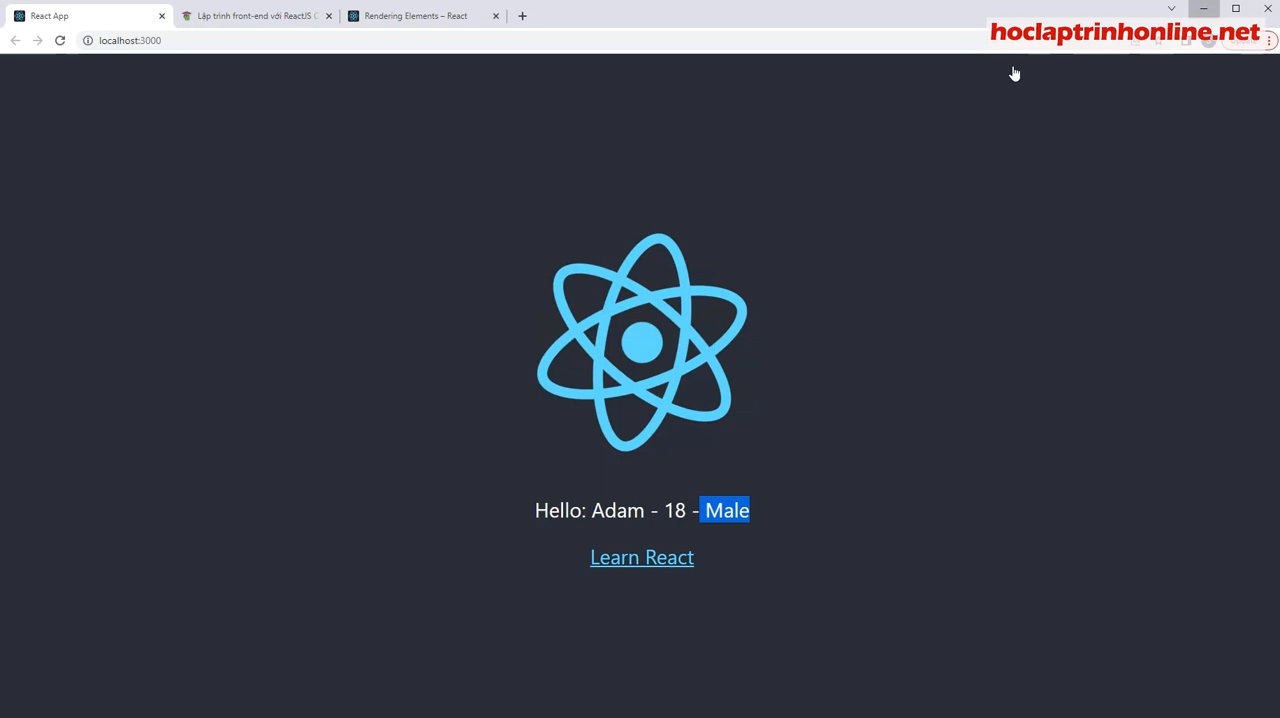 React App
Lập trình front-end với ReactJS C
Rendering Elements – React
localhost:3000
hoclaptrinhonline.net
Hello: Adam - 18 - Male
Learn React